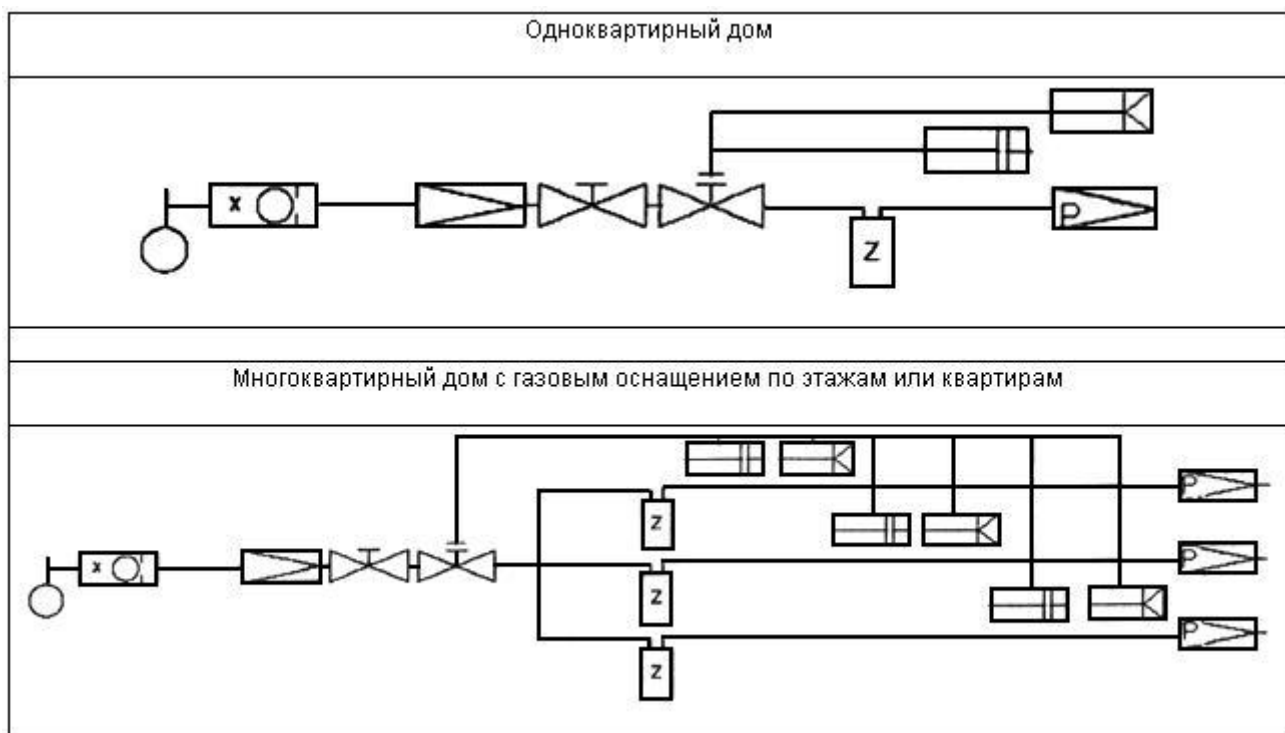 Одноквартирный дом
x
Z
P
Многоквартирный дом с газовым оснащением по этажам или квартирам
P
Z
x
P
Z
P
Z